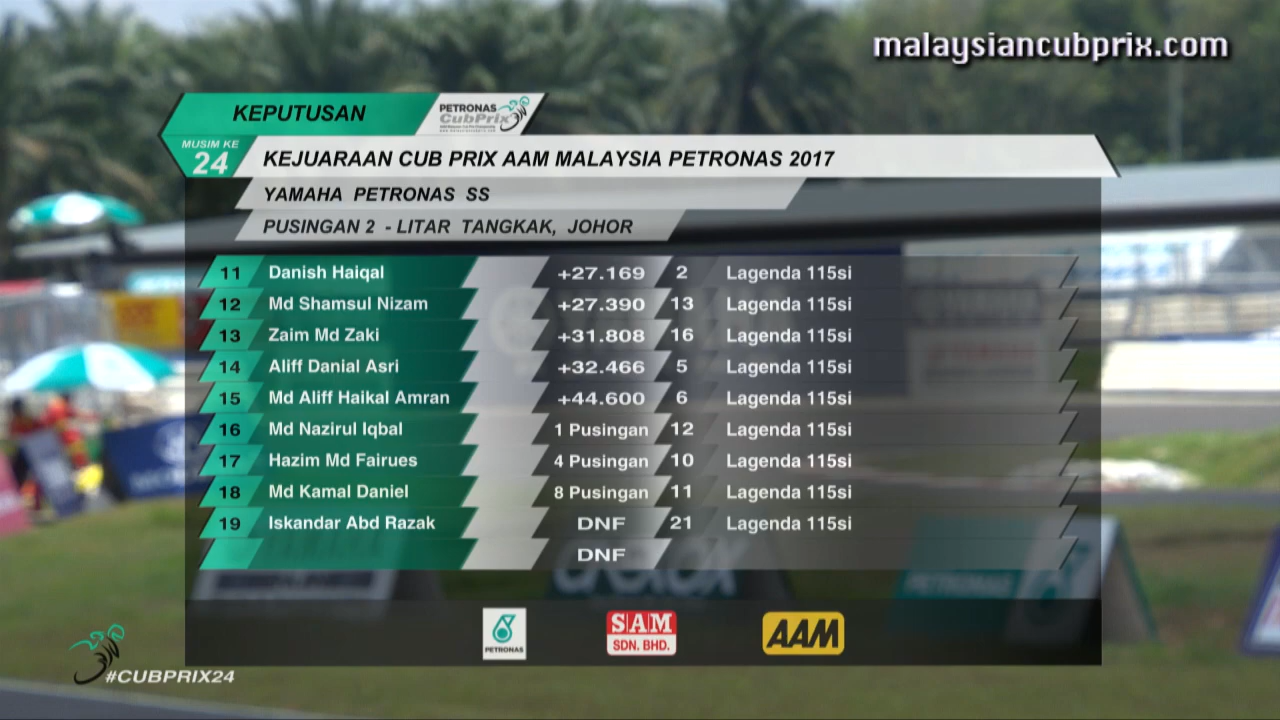 malaysiancubprix.com
KEPUTUSAN
PETRONAS
CubPrix
MUSIM KE
24
KEJUARAAN CUB PRIX AAM MALAYSIA PETRONAS 2017
YAMAHA PETRONAS SS
PUSINGAN 2 - LITAR TANGKAK, JOHOR
11 Danish Haiqal +27.169 2 Lagenda 115si
12 Md Shamsul Nizam +27.390 13 Lagenda 115si
13 Zaim Md Zaki +31.808 16 Lagenda 115si
14 Aliff Danial Asri +32.466 5 Lagenda 115si
15 Md Aliff Haikal Amran +44.600 6 Lagenda 115si
16 Md Nazirul Iqbal 1 Pusingan 12 Lagenda 115si
17 Hazim Md Fairues 4 Pusingan 10 Lagenda 115si
18 Md Kamal Daniel 8 Pusingan 11 Lagenda 115si
19 Iskandar Abd Razak DNF 21 Lagenda 115si
DNF
PETRONAS
PETRONAS
SAM
SDN. BHD.
AAM
#CUBPRIX24